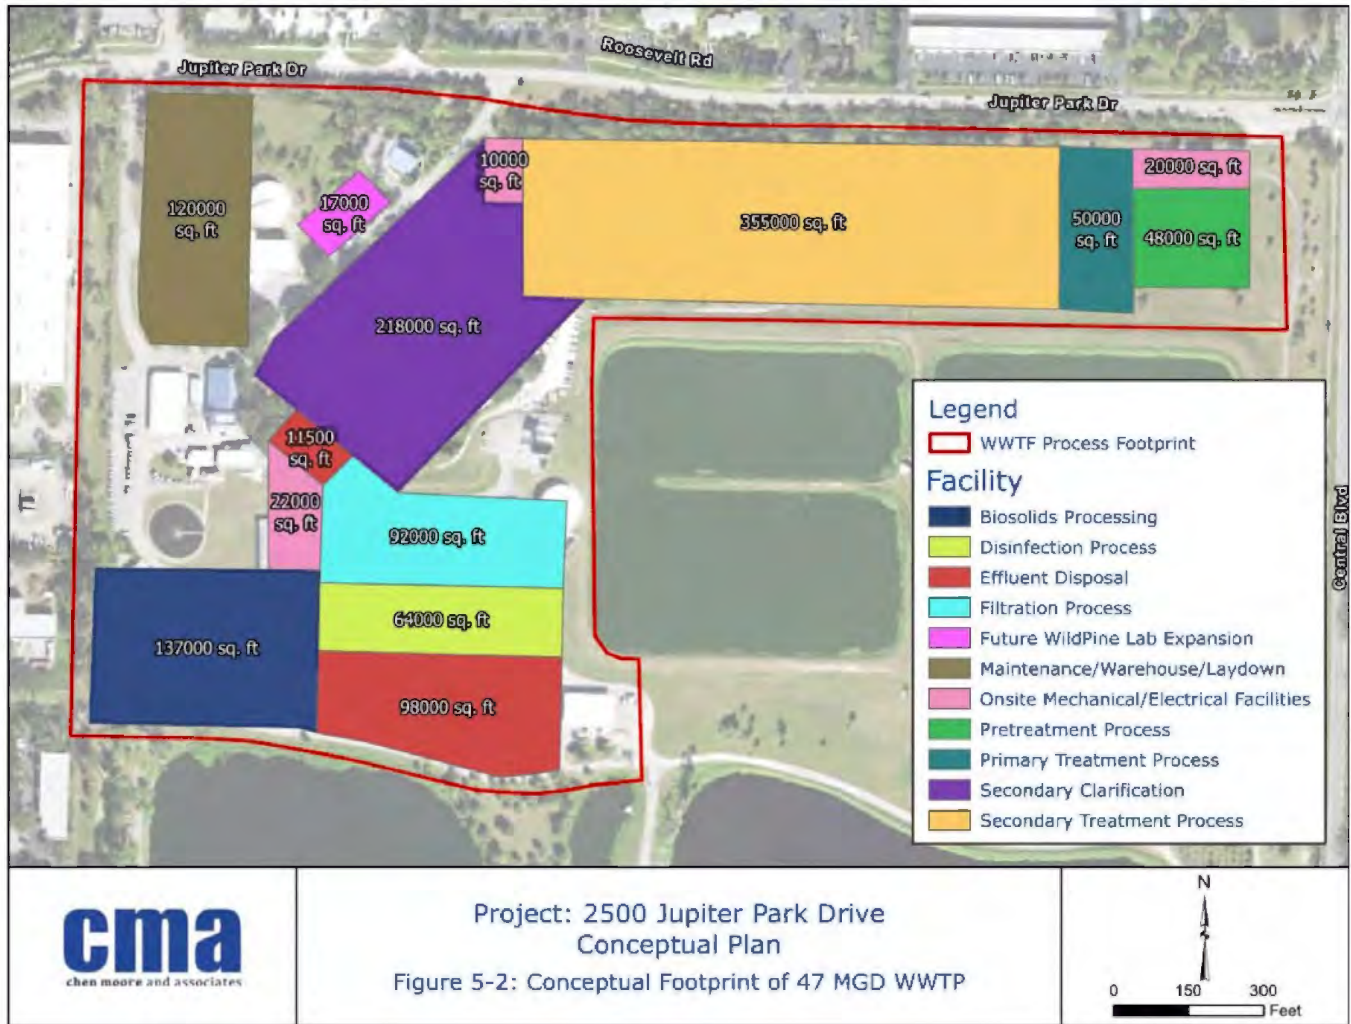 Roosevelt Rd
Jupiter Park Dr
Jupiter Park Dr
10000
sq. ft
20000 sq. ft
17000
sq. ft
120000
sq. ft
355000 sq. ft
50000
sq. ft
48000 sq. ft
218000 sq. ft
11500
sq. ft
22000
sq. ft
92000 sq. ft
64000 sq. ft
137000 sq. ft
98000 sq. ft
Central Blvd
Legend
WWTF Process Footprint
Facility
Biosolids Processing
Disinfection Process
Effluent Disposal
Filtration Process
Future WildPine Lab Expansion
Maintenance/Warehouse/Laydown
Onsite Mechanical/Electrical Facilities
Pretreatment Process
Primary Treatment Process
Secondary Clarification
Secondary Treatment Process
cma
chen moore and associates
Project: 2500 Jupiter Park Drive
Conceptual Plan
Figure 5-2: Conceptual Footprint of 47 MGD WWTP
N
0 150 300
Feet